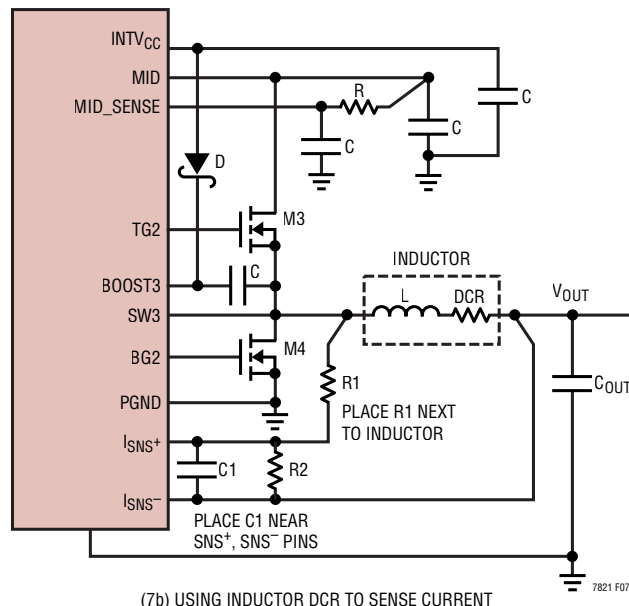 INTVCC
MID
MID_SENSE
R
C
C
C
D
TG2
M3
INDUCTOR
BOOST3
C
L
DCR
VOUT
SW3
BG2
M4
R1
COUT
PGND
PLACE R1 NEXT
TO INDUCTOR
ISNS+
C1
R2
ISNS–
PLACE C1 NEAR
SNS+, SNS– PINS
7821 F07
(7b) USING INDUCTOR DCR TO SENSE CURRENT